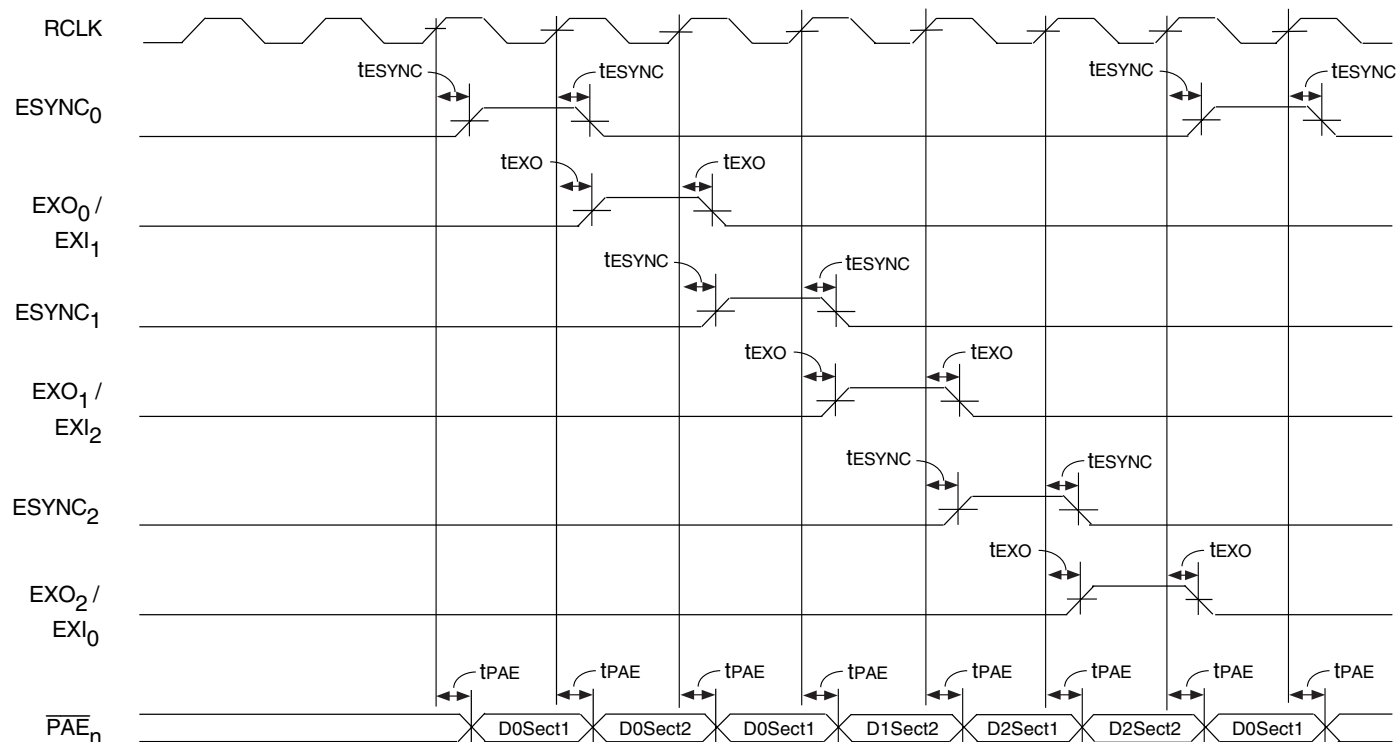 RCLK
tESYNC tESYNC tESYNC tESYNC
ESYNC0
tEXO tEXO
EXO0 /
EXI1
tESYNC tESYNC
ESYNC1
tEXO tEXO
EXO1 /
EXI2
tESYNC tESYNC
ESYNC2
tEXO tEXO
EXO2 /
EXI0
tPAE tPAE tPAE tPAE tPAE tPAE tPAE tPAE
PAEn D0Sect1 D0Sect2 D0Sect1 D1Sect2 D2Sect1 D2Sect2 D0Sect1